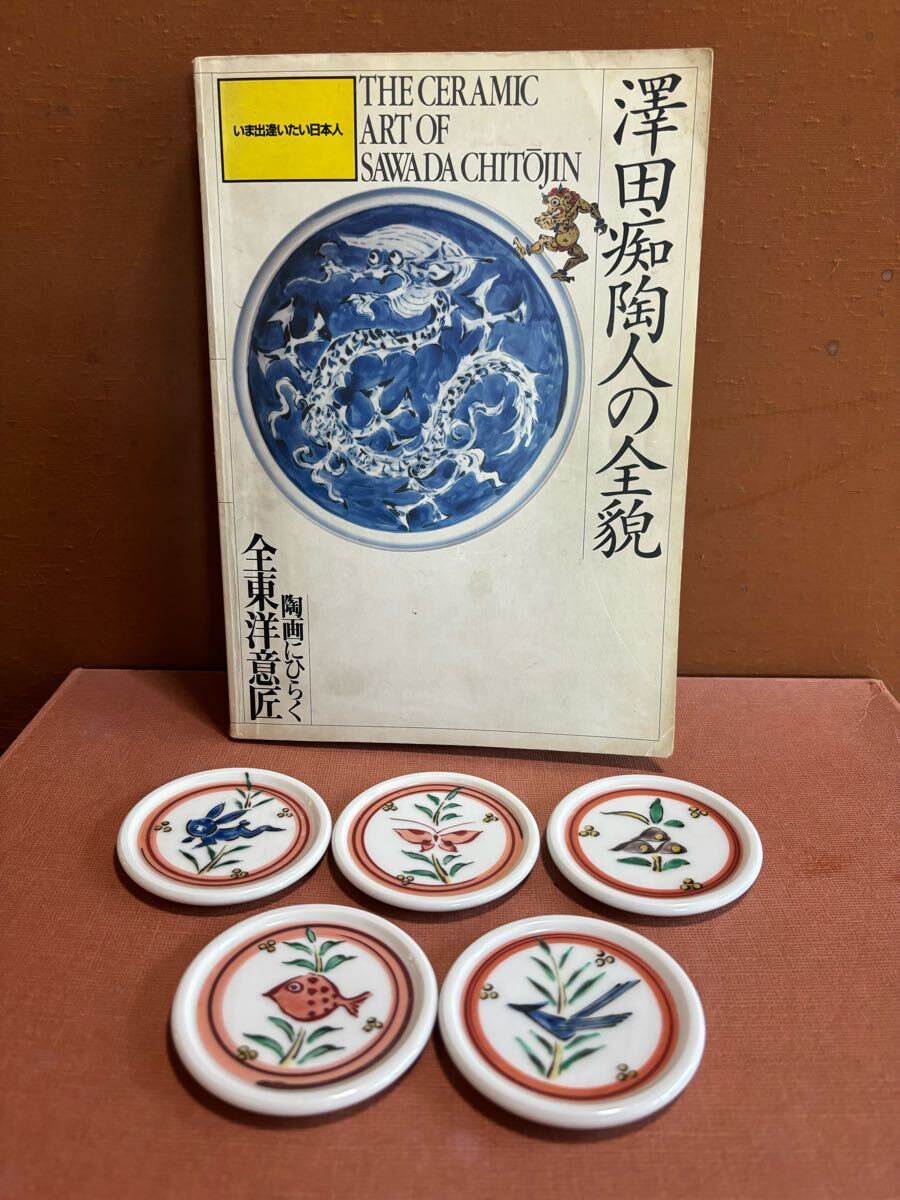 いま出逢いたい日本人
THE CERAMIC
ART OF
SAWADA CHITŌJIN
澤田痴陶人の全貌
陶画にひらく
全東洋意匠